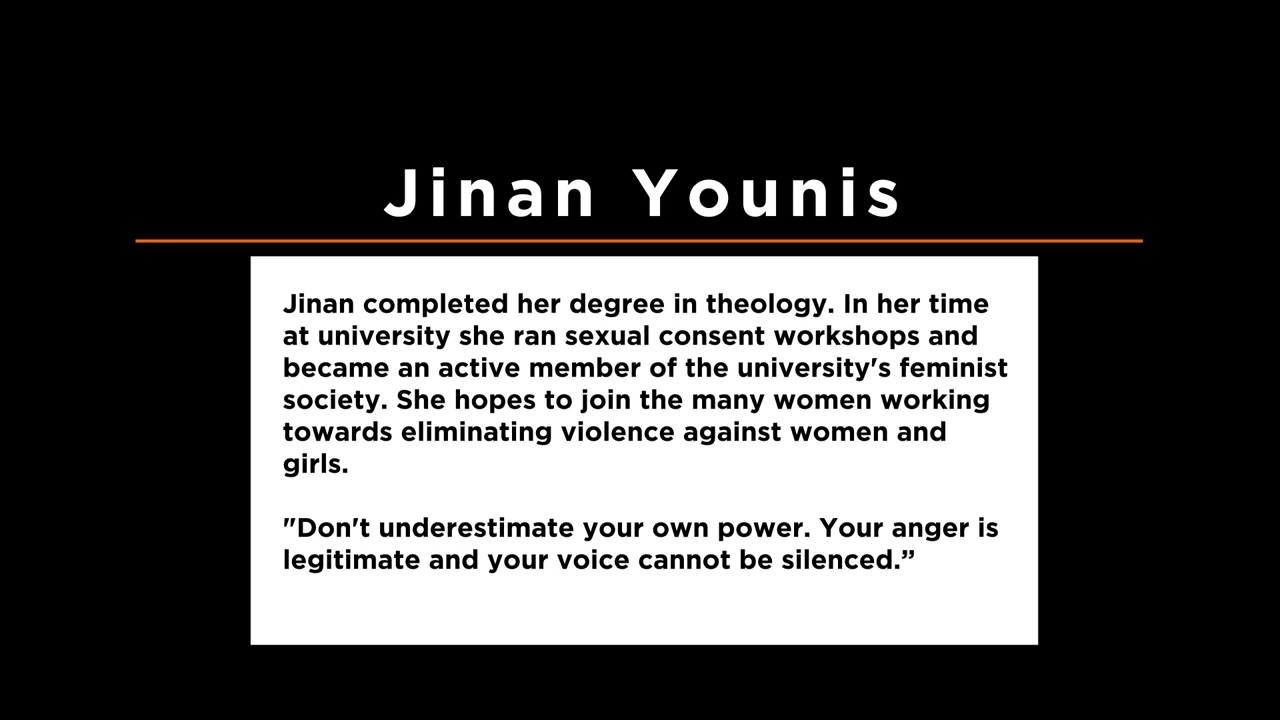 Jinan Younis
Jinan completed her degree in theology. In her time
at university she ran sexual consent workshops and
became an active member of the university's feminist
society. She hopes to join the many women working
towards eliminating violence against women and
girls.
"Don't underestimate your own power. Your anger is
legitimate and your voice cannot be silenced.”